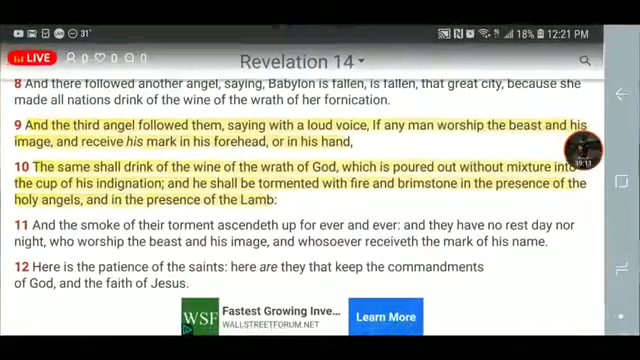 31° 18% 12:21 PM
LIVE 0 0 0
Revelation 14
8 And there followed another angel, saying, Babylon is fallen, is fallen, that great city, because she
made all nations drink of the wine of the wrath of her fornication.
9 And the third angel followed them, saying with a loud voice, If any man worship the beast and his
image, and receive his mark in his forehead, or in his hand,
10 The same shall drink of the wine of the wrath of God, which is poured out without mixture into
the cup of his indignation; and he shall be tormented with fire and brimstone in the presence of the
holy angels, and in the presence of the Lamb:
11 And the smoke of their torment ascendeth up for ever and ever: and they have no rest day nor
night, who worship the beast and his image, and whosoever receiveth the mark of his name.
12 Here is the patience of the saints: here are they that keep the commandments
of God, and the faith of Jesus.
WSF
Fastest Growing Inve...
WALLSTREETFORUM.NET
Learn More